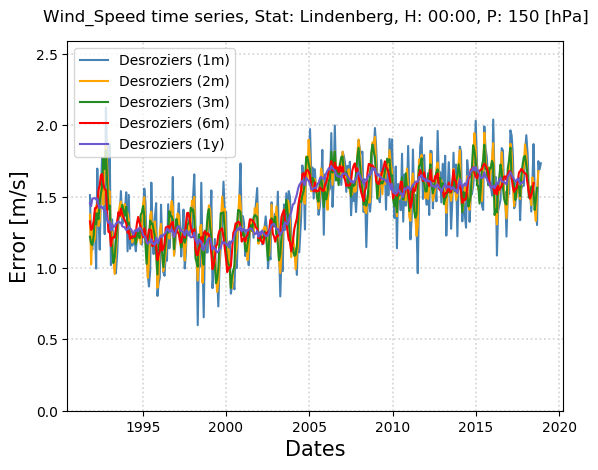 Wind_Speed time series, Stat: Lindenberg, H: 00:00, P: 150 [hPa]
Desroziers (1m)
Desroziers (2m)
Desroziers (3m)
Desroziers (6m)
Desroziers (1y)
Error [m/s]
2.5
2.0
1.5
1.0
0.5
0.0
1995 2000 2005 2010 2015 2020
Dates